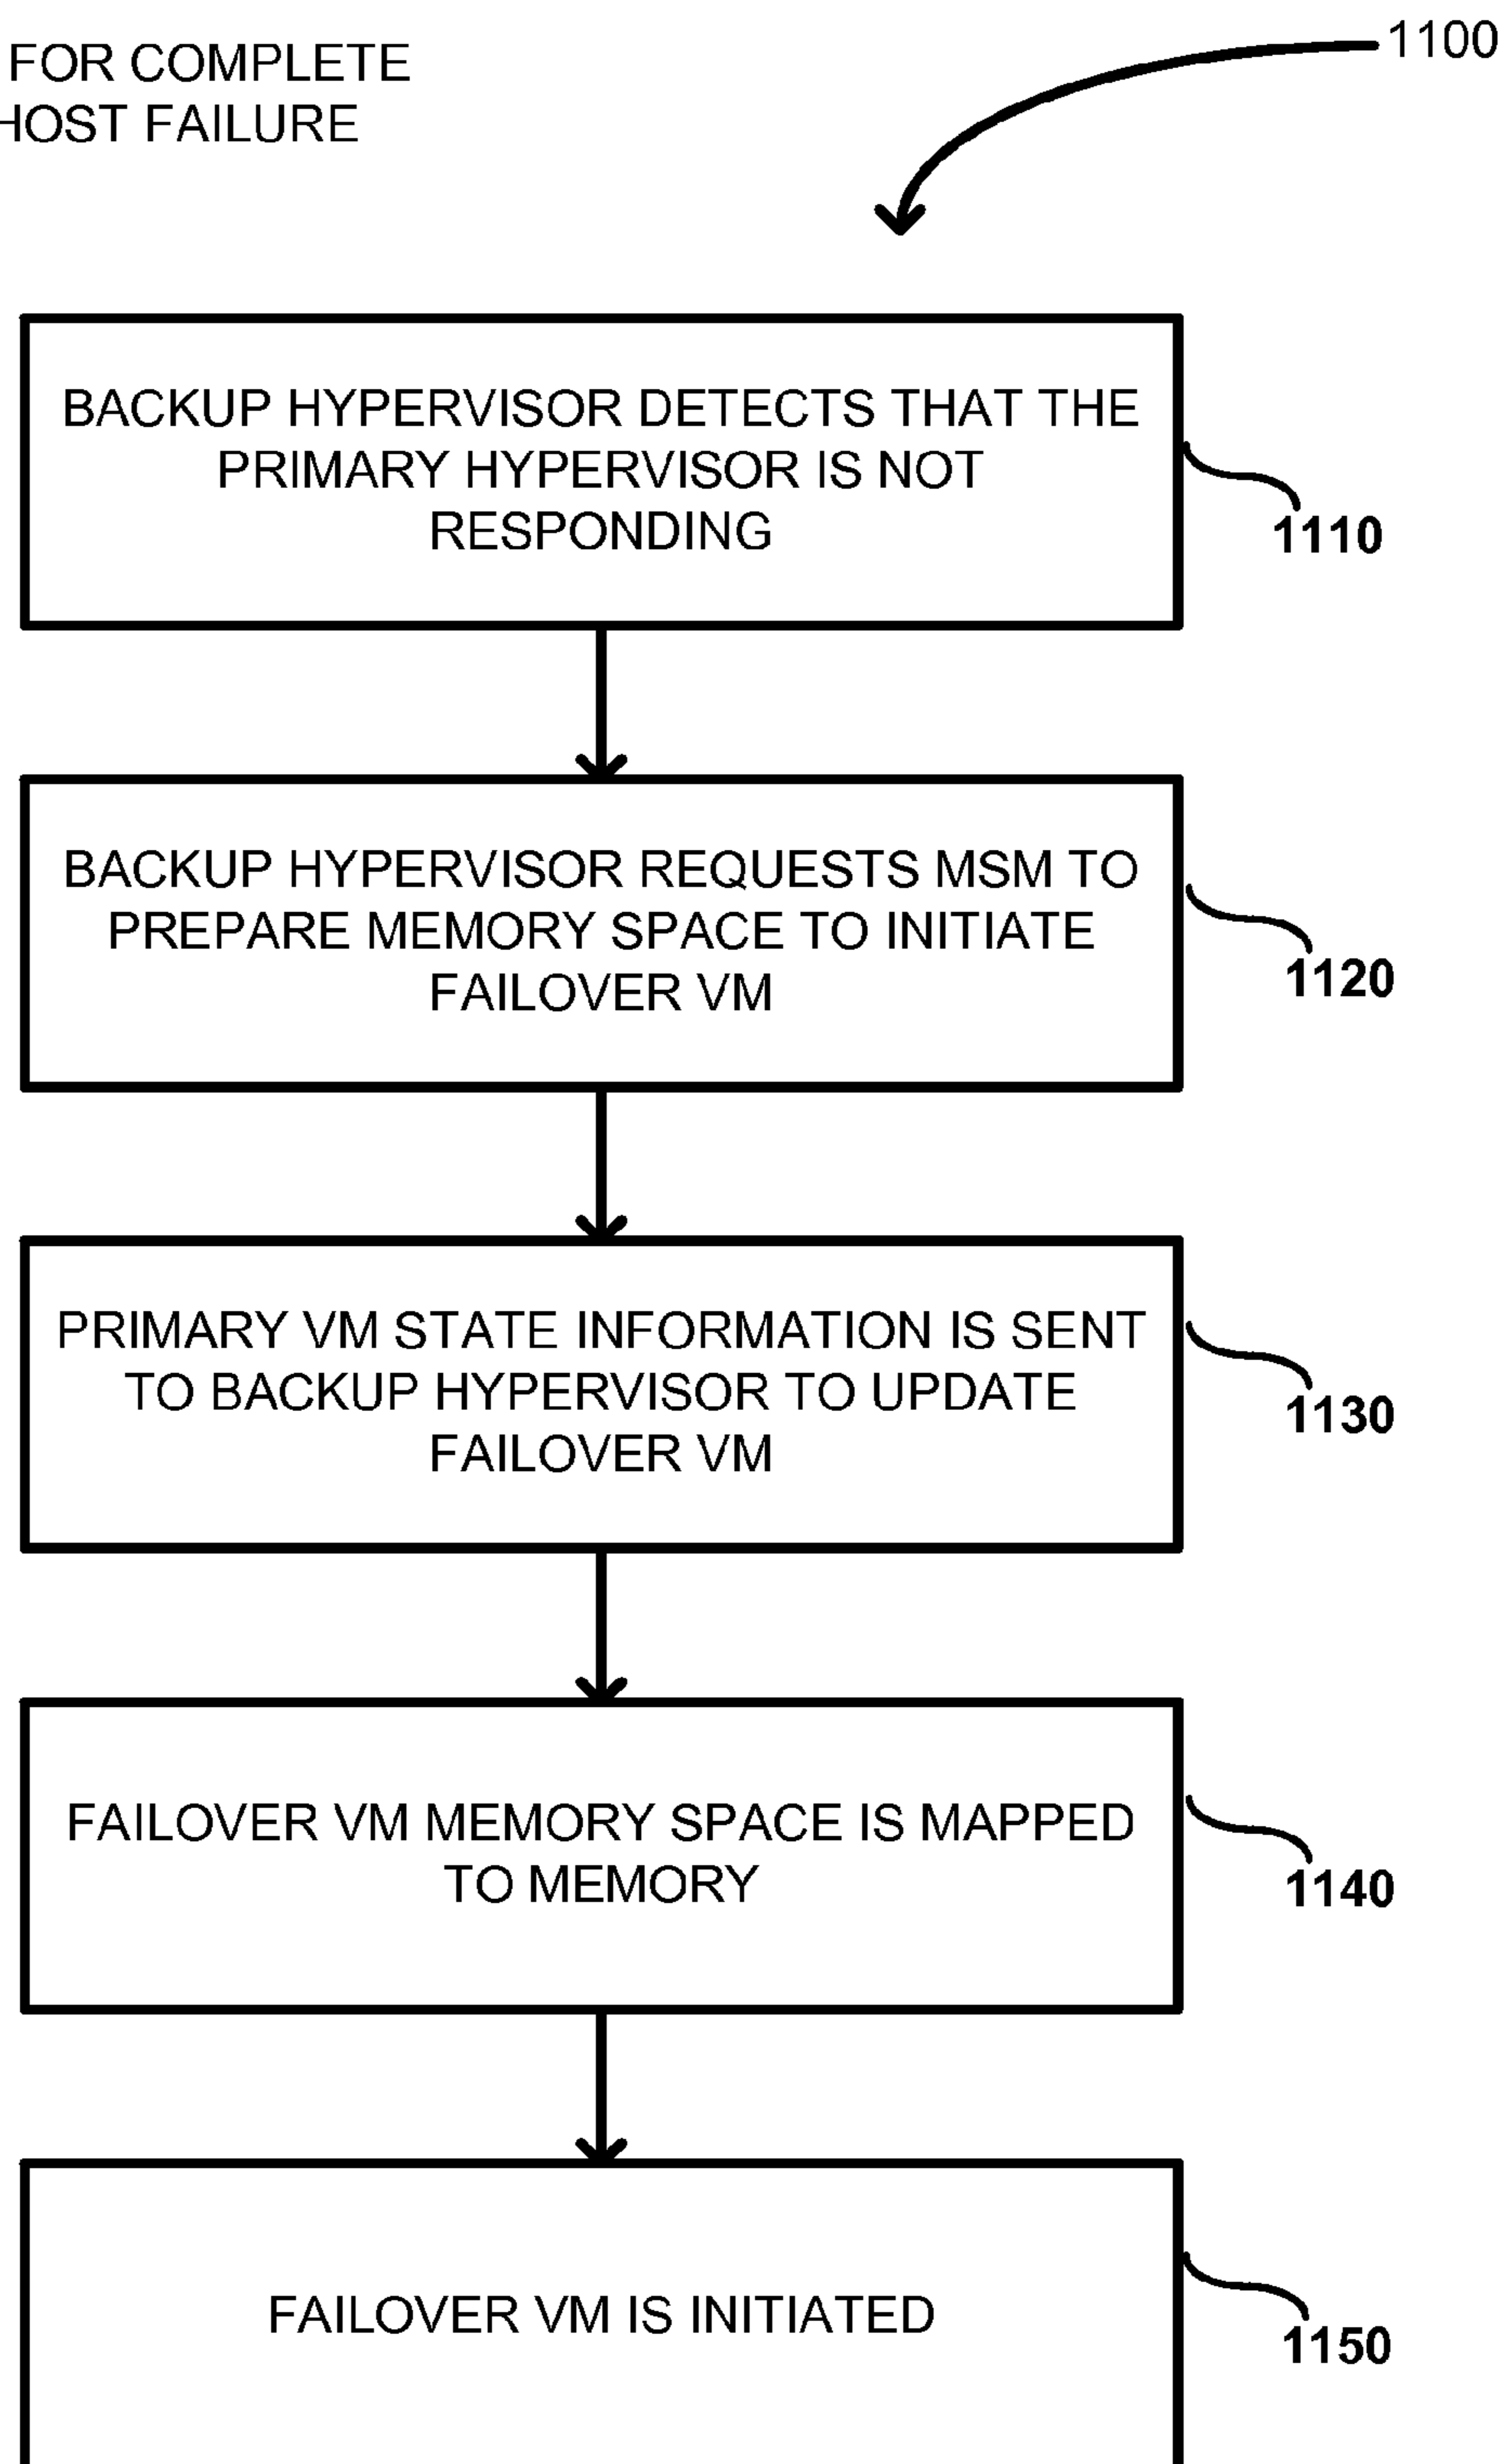 FOR COMPLETE
HOST FAILURE
1100
BACKUP HYPERVISOR DETECTS THAT THE
PRIMARY HYPERVISOR IS NOT
RESPONDING
1110
BACKUP HYPERVISOR REQUESTS MSM TO
PREPARE MEMORY SPACE TO INITIATE
FAILOVER VM
1120
PRIMARY VM STATE INFORMATION IS SENT
TO BACKUP HYPERVISOR TO UPDATE
FAILOVER VM
1130
FAILOVER VM MEMORY SPACE IS MAPPED
TO MEMORY
1140
FAILOVER VM IS INITIATED
1150